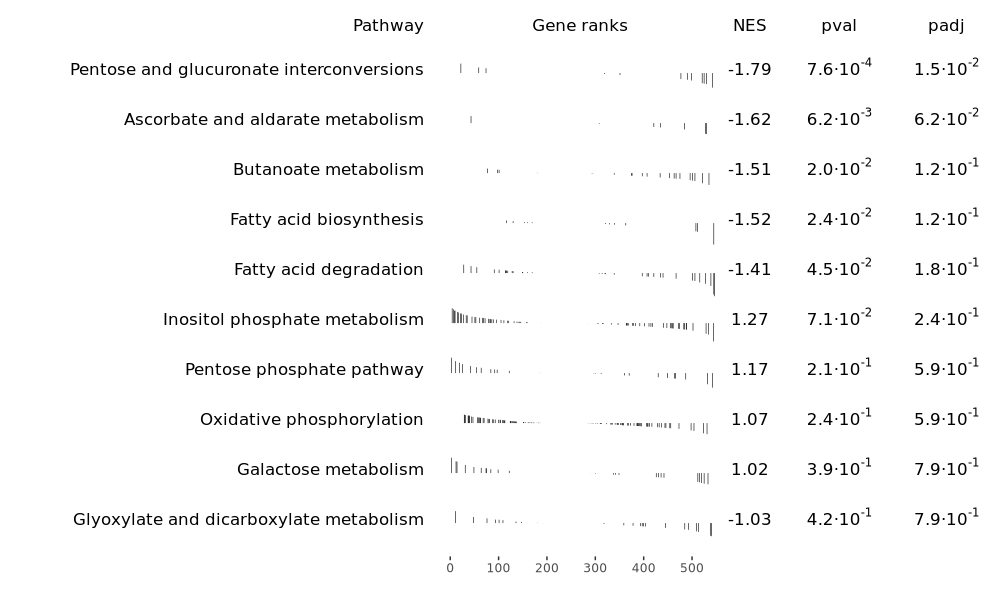 Pathway Gene ranks NES pval padj
Pentose and glucuronate interconversions -1.79 7.6·10⁻⁴ 1.5·10⁻²
Ascorbate and aldarate metabolism -1.62 6.2·10⁻³ 6.2·10⁻²
Butanoate metabolism -1.51 2.0·10⁻² 1.2·10⁻¹
Fatty acid biosynthesis -1.52 2.4·10⁻² 1.2·10⁻¹
Fatty acid degradation -1.41 4.5·10⁻² 1.8·10⁻¹
Inositol phosphate metabolism 1.27 7.1·10⁻² 2.4·10⁻¹
Pentose phosphate pathway 1.17 2.1·10⁻¹ 5.9·10⁻¹
Oxidative phosphorylation 1.07 2.4·10⁻¹ 5.9·10⁻¹
Galactose metabolism 1.02 3.9·10⁻¹ 7.9·10⁻¹
Glyoxylate and dicarboxylate metabolism -1.03 4.2·10⁻¹ 7.9·10⁻¹
0 100 200 300 400 500